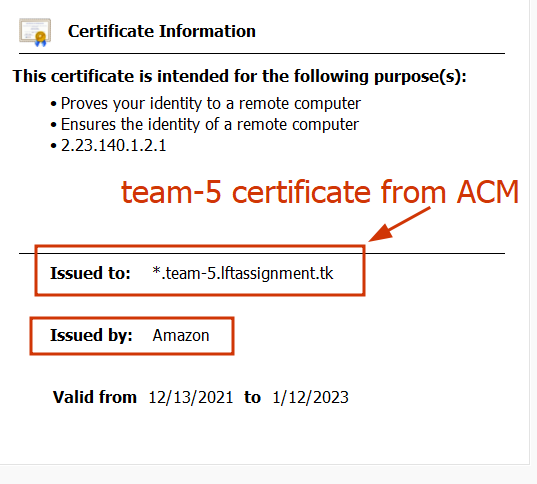 Certificate Information
This certificate is intended for the following purpose(s):
• Proves your identity to a remote computer
• Ensures the identity of a remote computer
• 2.23.140.1.2.1
team-5 certificate from ACM
Issued to: *.team-5.lftassignment.tk
Issued by: Amazon
Valid from 12/13/2021 to 1/12/2023